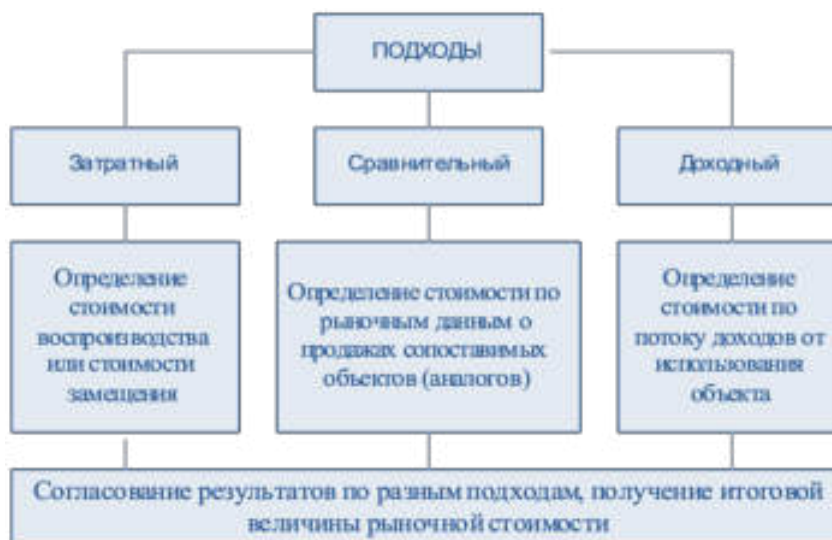 ПОДХОДЫ
Затратный
Сравнительный
Доходный
Определение
стоимости
воспроизводства
или стоимости
замещения
Определение стоимости по
рыночным данным о
продажах сопоставимых
объектов (аналогов)
Определение
стоимости по
потоку доходов от
использования
объекта
Согласование результатов по разным подходам, получение итоговой
величины рыночной стоимости